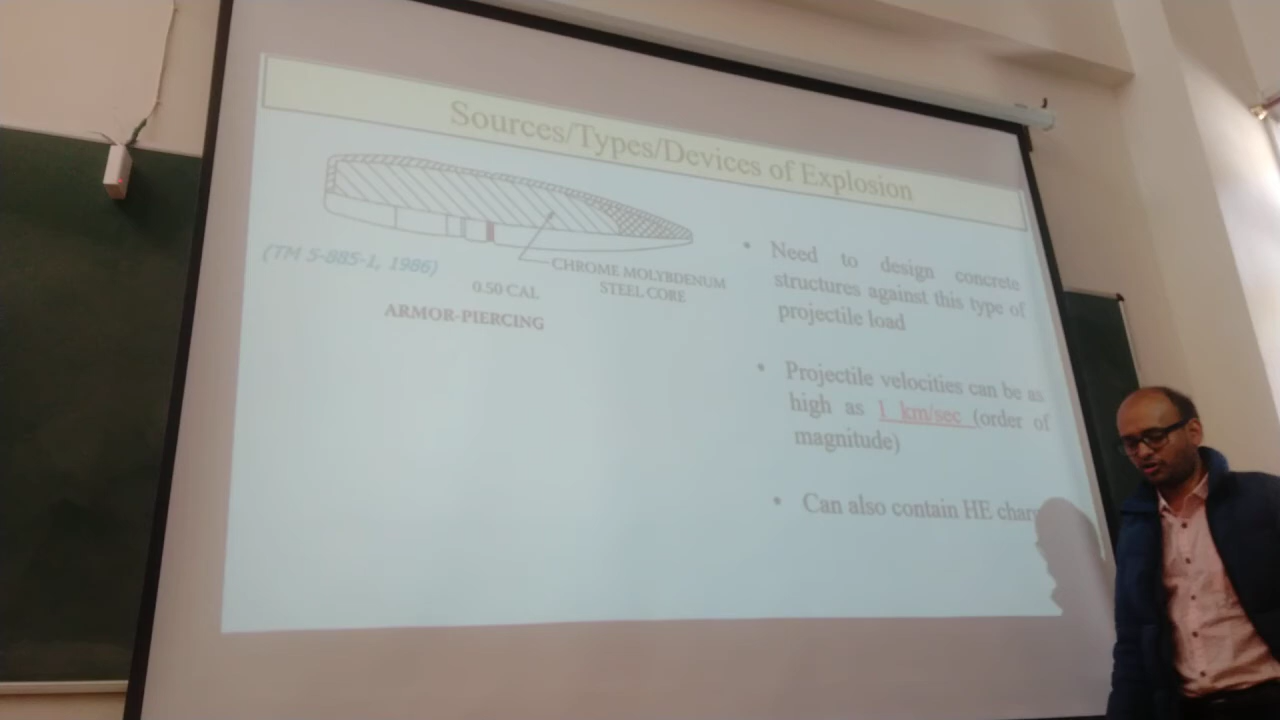 Sources/Types/Devices of Explosion
(TM 5-885-1, 1986)
CHROME MOLYBDENUM
STEEL CORE
0.50 CAL
ARMOR-PIERCING
• Need to design concrete
structures against this type of
projectile load
• Projectile velocities can be as
high as 1 km/sec (order of
magnitude)
• Can also contain HE